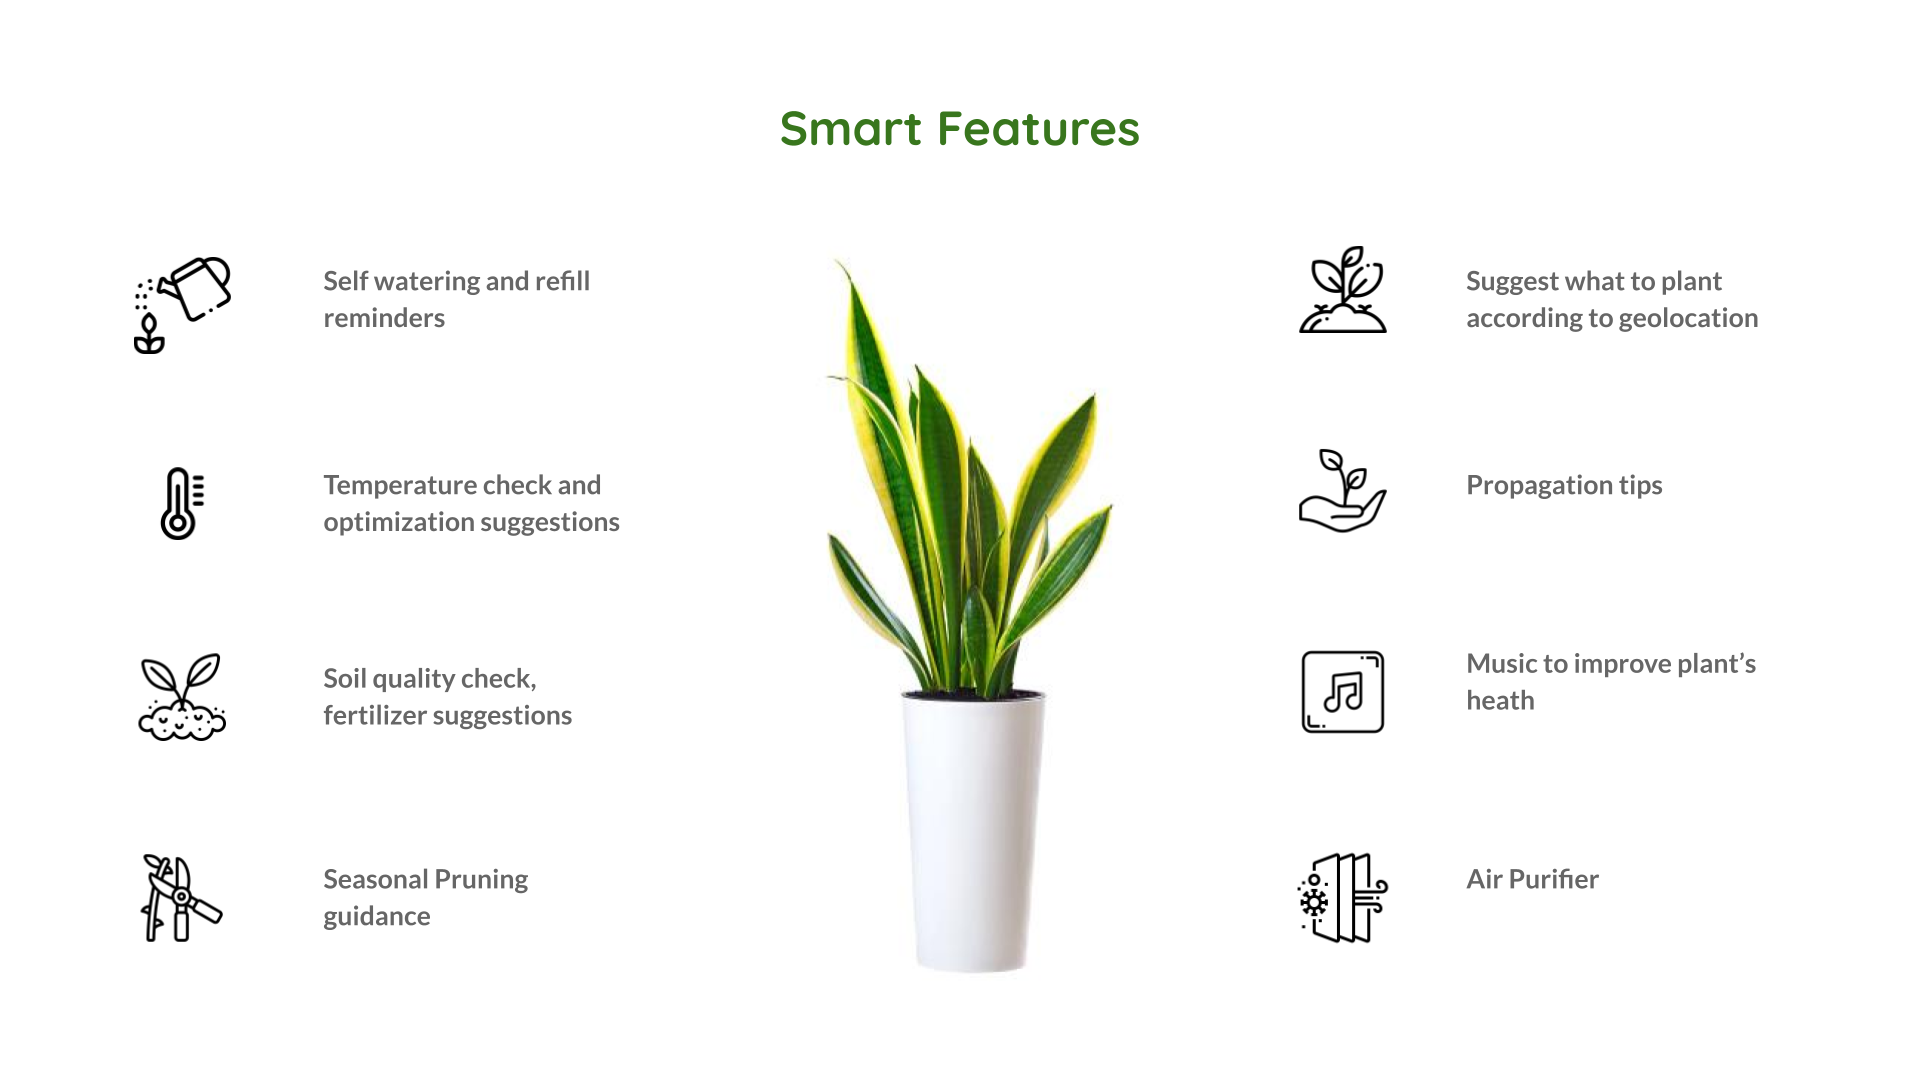 Smart Features
Self watering and refill
reminders
Temperature check and
optimization suggestions
Soil quality check,
fertilizer suggestions
Seasonal Pruning
guidance
Suggest what to plant
according to geolocation
Propagation tips
Music to improve plant’s
heath
Air Purifier